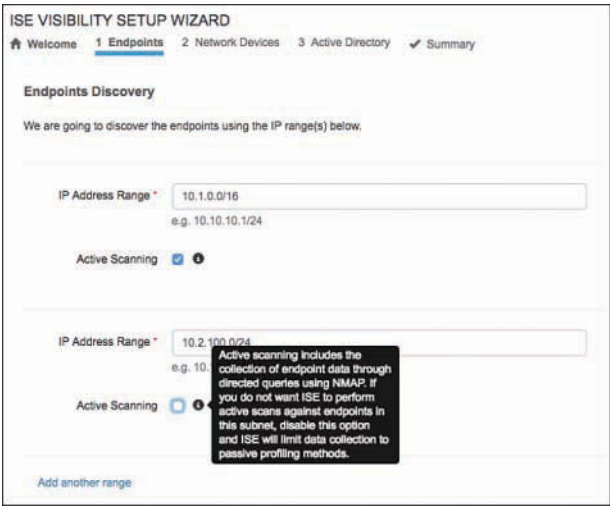 ISE VISIBILITY SETUP WIZARD
Welcome 1 Endpoints 2 Network Devices 3 Active Directory Summary
Endpoints Discovery
We are going to discover the endpoints using the IP range(s) below.
IP Address Range * 10.1.0.0/16
e.g. 10.10.10.1/24
Active Scanning
IP Address Range * 10.2.100.0/24
e.g. 10.
Active Scanning
Active scanning includes the
collection of endpoint data through
directed queries using NMAP. If
you do not want ISE to perform
active scans against endpoints in
this subnet, disable this option
and ISE will limit data collection to
passive profiling methods.
Add another range